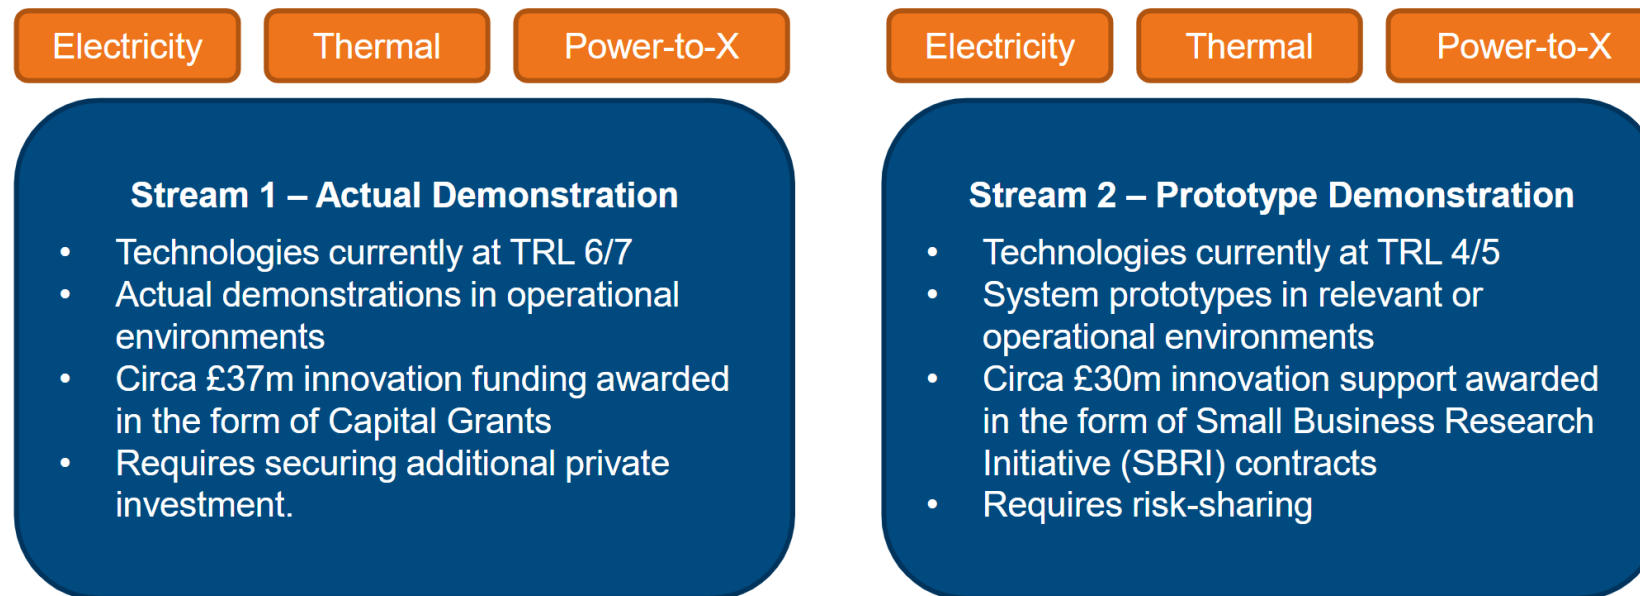 Electricity
Thermal
Power-to-X
Stream 1 – Actual Demonstration
• Technologies currently at TRL 6/7
• Actual demonstrations in operational
environments
• Circa £37m innovation funding awarded
in the form of Capital Grants
• Requires securing additional private
investment.
Electricity
Thermal
Power-to-X
Stream 2 – Prototype Demonstration
• Technologies currently at TRL 4/5
• System prototypes in relevant or
operational environments
• Circa £30m innovation support awarded
in the form of Small Business Research
Initiative (SBRI) contracts
• Requires risk-sharing